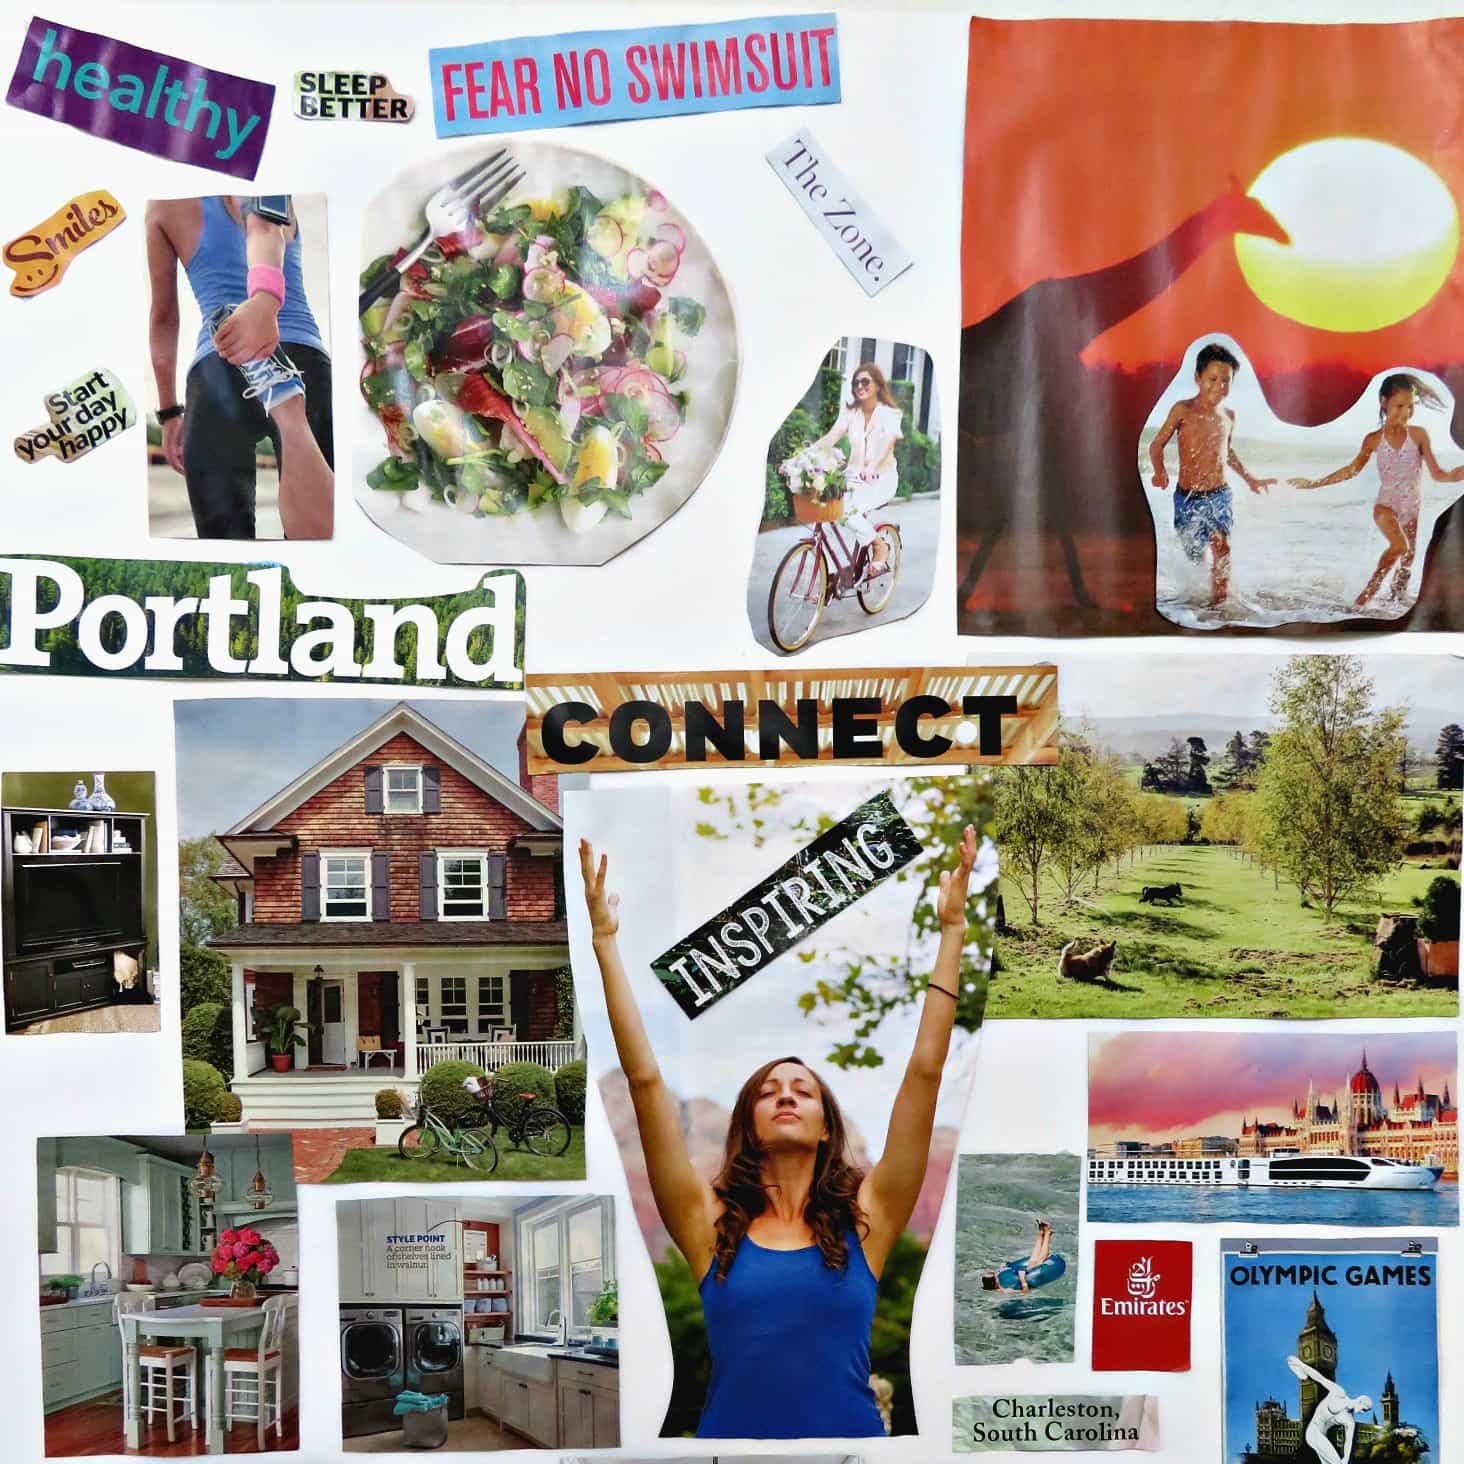 healthy
SLEEP
BETTER
FEAR NO SWIMSUIT
The Zone.
Smiles
Start
your day
happy
Portland
CONNECT
INSPIRING
STYLE POINT
A corner nook
of shelves lined
in walnut.
Emirates
OLYMPIC GAMES
Charleston,
South Carolina